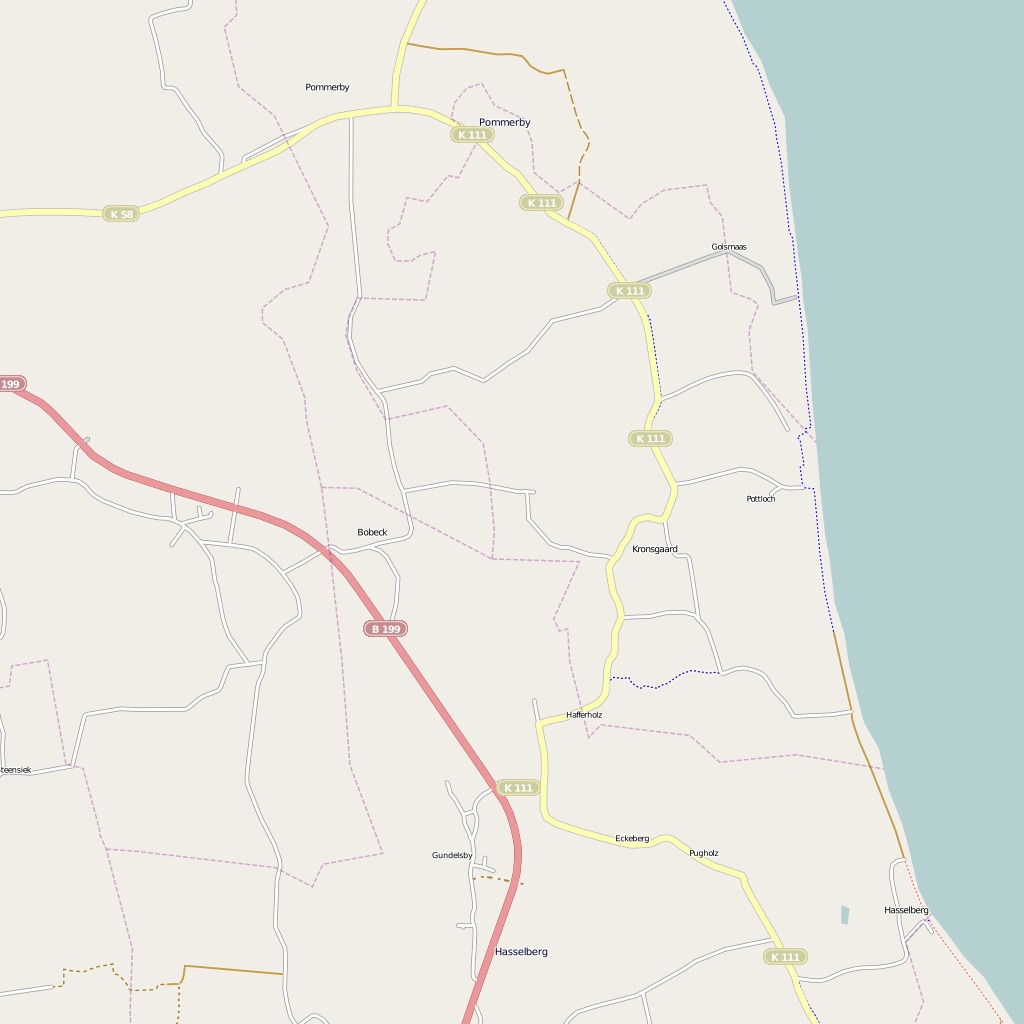 Pommerby
Pommerby
K 111
K 111
K 58
Golsmaas
K 111
199
K 111
Pottloch
Bobeck
Kronsgaard
B 199
Hafferholz
teensiek
K 111
Eckeberg
Pugholz
Gundelsby
Hasselberg
Hasselberg
K 111